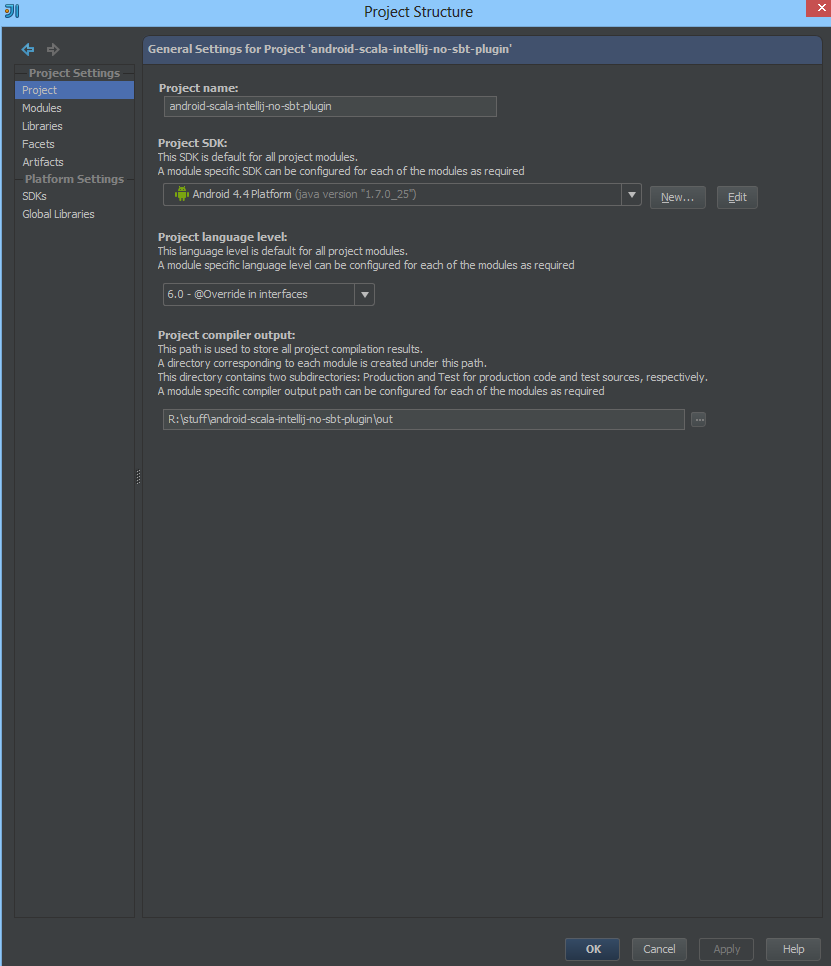 Project Structure
General Settings for Project 'android-scala-intellij-no-sbt-plugin'
Project Settings
Project
Modules
Libraries
Facets
Artifacts
Platform Settings
SDKs
Global Libraries
Project name:
android-scala-intellij-no-sbt-plugin
Project SDK:
This SDK is default for all project modules.
A module specific SDK can be configured for each of the modules as required
Android 4.4 Platform (java version "1.7.0_25")
New...
Edit
Project language level:
This language level is default for all project modules.
A module specific language level can be configured for each of the modules as required
6.0 - @Override in interfaces
Project compiler output:
This path is used to store all project compilation results.
A directory corresponding to each module is created under this path.
This directory contains two subdirectories: Production and Test for production code and test sources, respectively.
A module specific compiler output path can be configured for each of the modules as required
R:\stuff\android-scala-intellij-no-sbt-plugin\out
...
OK
Cancel
Apply
Help